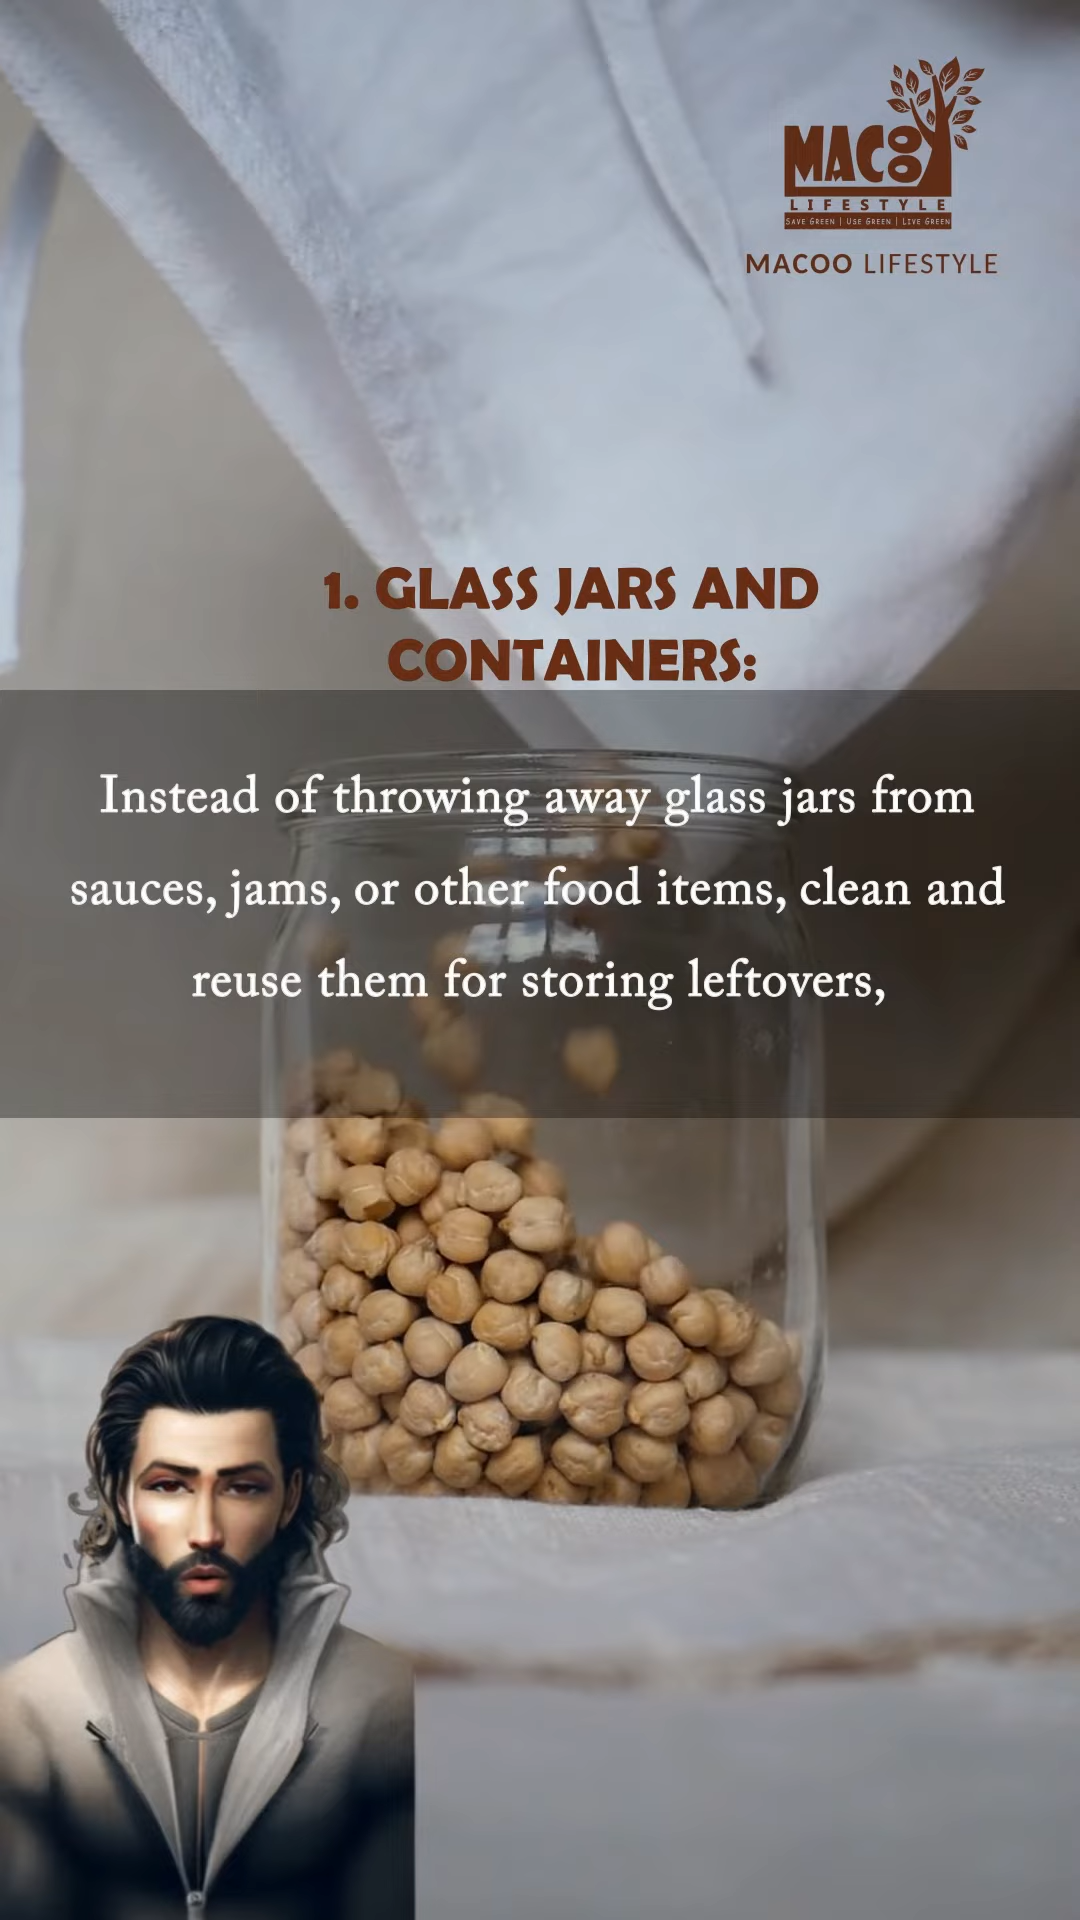 MACOO
LIFESTYLE
SAVE GREEN | USE GREEN | LIVE GREEN
MACOO LIFESTYLE
1. GLASS JARS AND
CONTAINERS:
Instead of throwing away glass jars from
sauces, jams, or other food items, clean and
reuse them for storing leftovers,